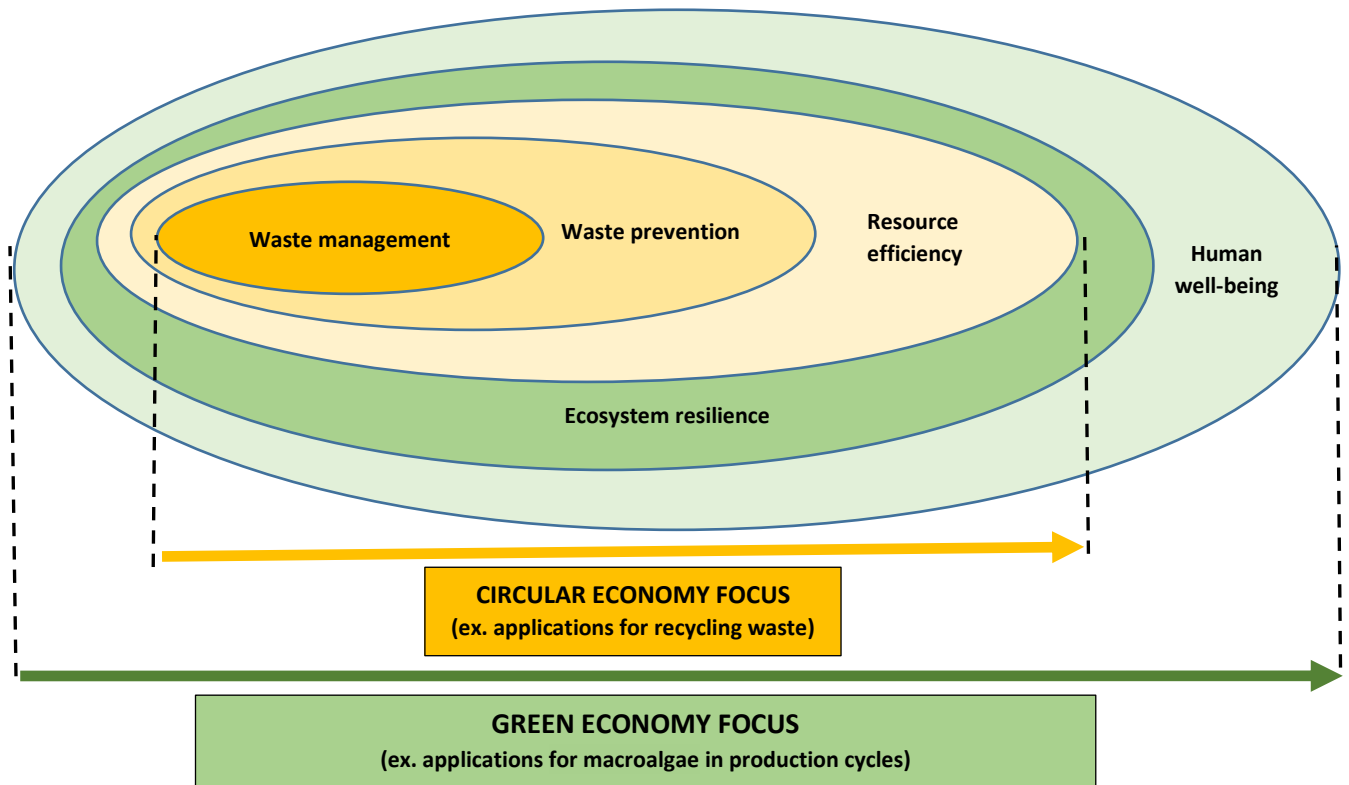 Waste management
Waste prevention
Resource
efficiency
Human
well-being
Ecosystem resilience
CIRCULAR ECONOMY FOCUS
(ex. applications for recycling waste)
GREEN ECONOMY FOCUS
(ex. applications for macroalgae in production cycles)